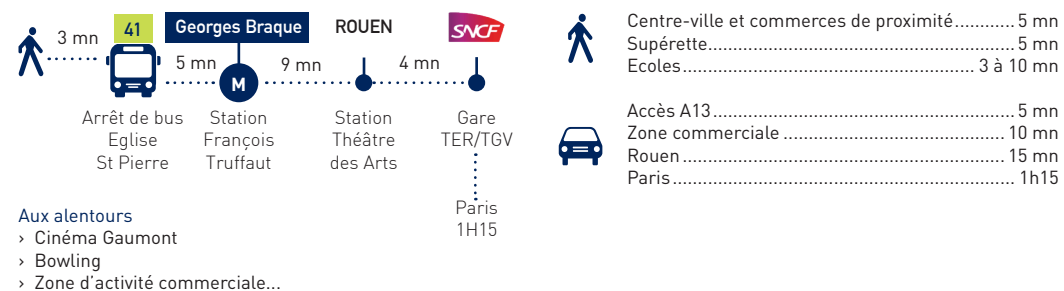 3 mn
41
Georges Braque
ROUEN
SNCF
5 mn
9 mn
4 mn
M
Arrêt de bus
Eglise
St Pierre
Station
François
Truffaut
Station
Théâtre
des Arts
Gare
TER/TGV
Paris
1H15
Aux alentours
› Cinéma Gaumont
› Bowling
› Zone d'activité commerciale...
Centre-ville et commerces de proximité............ 5 mn
Supérette.................................................... 5 mn
Ecoles............................................... 3 à 10 mn
Accès A13.................................................... 5 mn
Zone commerciale ...................................... 10 mn
Rouen...................................................... 15 mn
Paris......................................................... 1h15